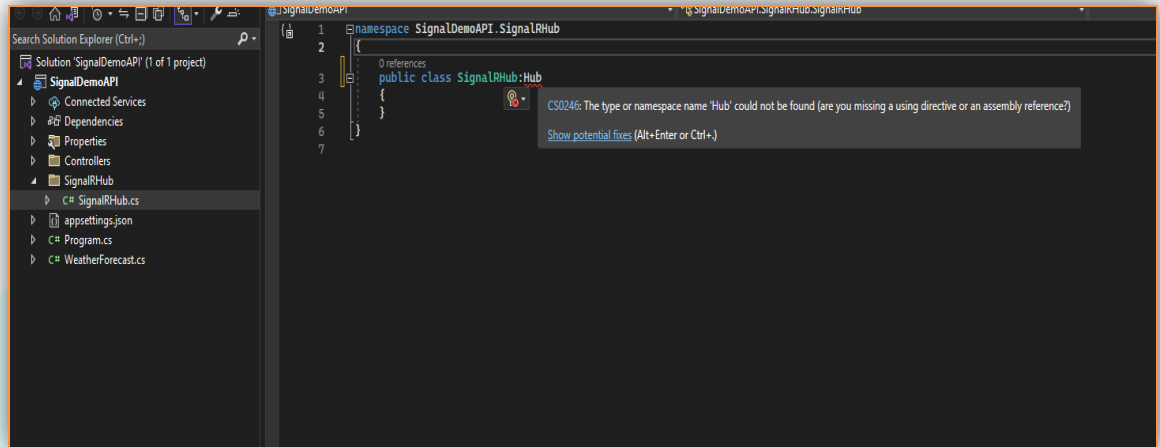 SignalDemoAPI
SignalDemoAPI.SignalRHub.SignalRHub
Search Solution Explorer (Ctrl+;)
Solution 'SignalDemoAPI' (1 of 1 project)
SignalDemoAPI
Connected Services
Dependencies
Properties
Controllers
SignalRHub
C# SignalRHub.cs
appsettings.json
C# Program.cs
C# WeatherForecast.cs
1 namespace SignalDemoAPI.SignalRHub
2 {
0 references
3 public class SignalRHub:Hub
4 {
5 }
6 }
7
CS0246: The type or namespace name 'Hub' could not be found (are you missing a using directive or an assembly reference?)
Show potential fixes (Alt+Enter or Ctrl+.)